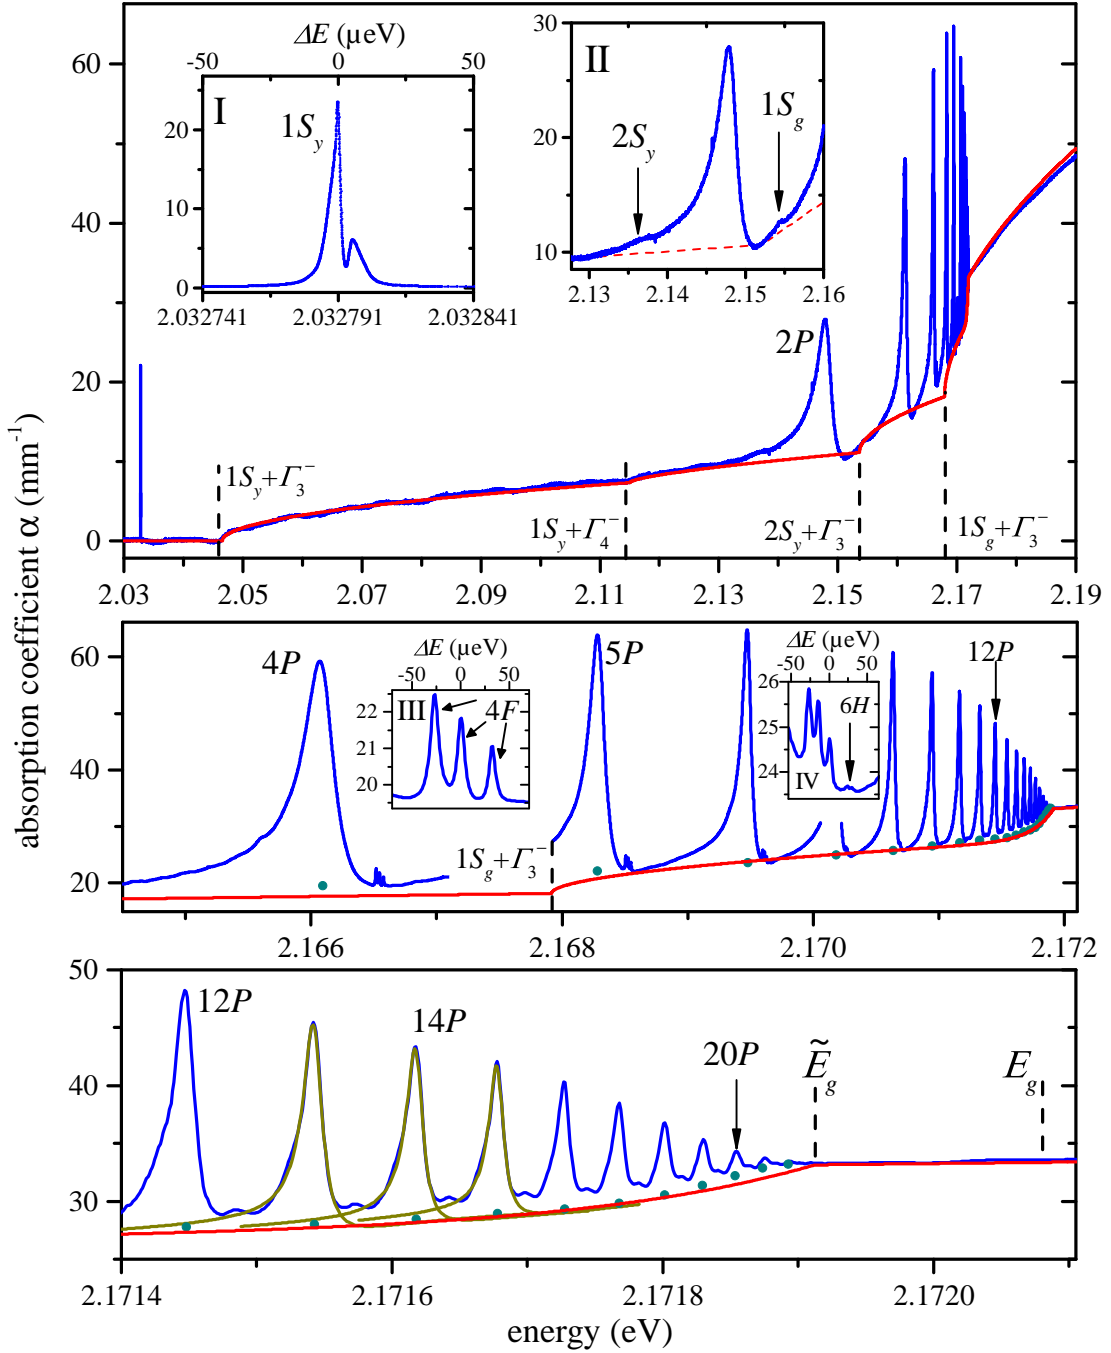 ΔE (μeV)
-50 0 50
I
1S_y
20
10
0
2.032741 2.032791 2.032841
30
20
10
II
2S_y
1S_g
2.13 2.14 2.15 2.16
60
40
20
0
2P
1S_y+Γ_3^-
1S_y+Γ_4^-
2S_y+Γ_3^-
1S_g+Γ_3^-
2.03 2.05 2.07 2.09 2.11 2.13 2.15 2.17 2.19
absorption coefficient α (mm^-1)
60
40
20
4P
ΔE (μeV)
-50 0 50
III
4F
22
21
20
5P
1S_g+Γ_3^-
ΔE (μeV)
-50 0 50
26
25
24
6H
IV
12P
2.166 2.168 2.170 2.172
50
40
30
12P
14P
20P
Ẽ_g
E_g
2.1714 2.1716 2.1718 2.1720
energy (eV)